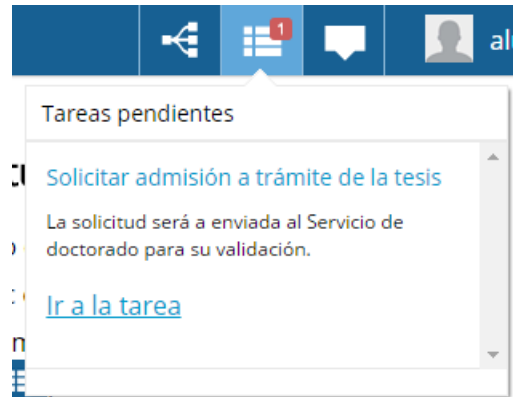 1
Tareas pendientes
Solicitar admisión a trámite de la tesis
La solicitud será a enviada al Servicio de
doctorado para su validación.
Ir a la tarea